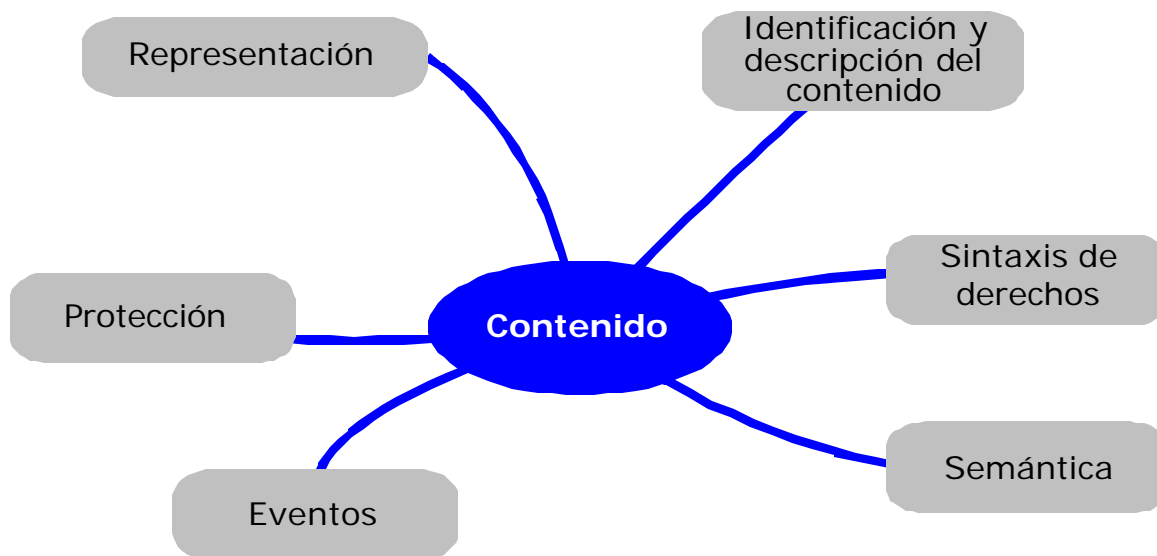 Representación
Identificación y
descripción del
contenido
Sintaxis de
derechos
Protección
Contenido
Semántica
Eventos